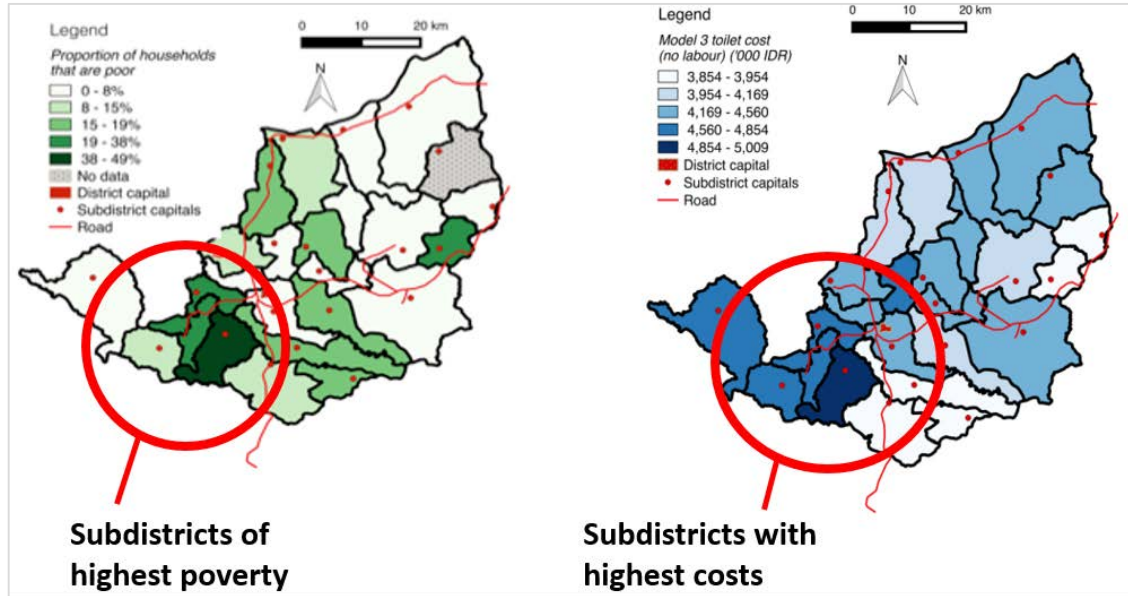 Legend
Proportion of households
that are poor
0 - 8%
8 - 15%
15 - 19%
19 - 38%
38 - 49%
No data
District capital
Subdistrict capitals
Road
0 10 20 km
N
Subdistricts of
highest poverty
Legend
Model 3 toilet cost
(no labour) ('000 IDR)
3,854 - 3,954
3,954 - 4,169
4,169 - 4,560
4,560 - 4,854
4,854 - 5,009
District capital
Subdistrict capitals
Road
0 10 20 km
N
Subdistricts with
highest costs